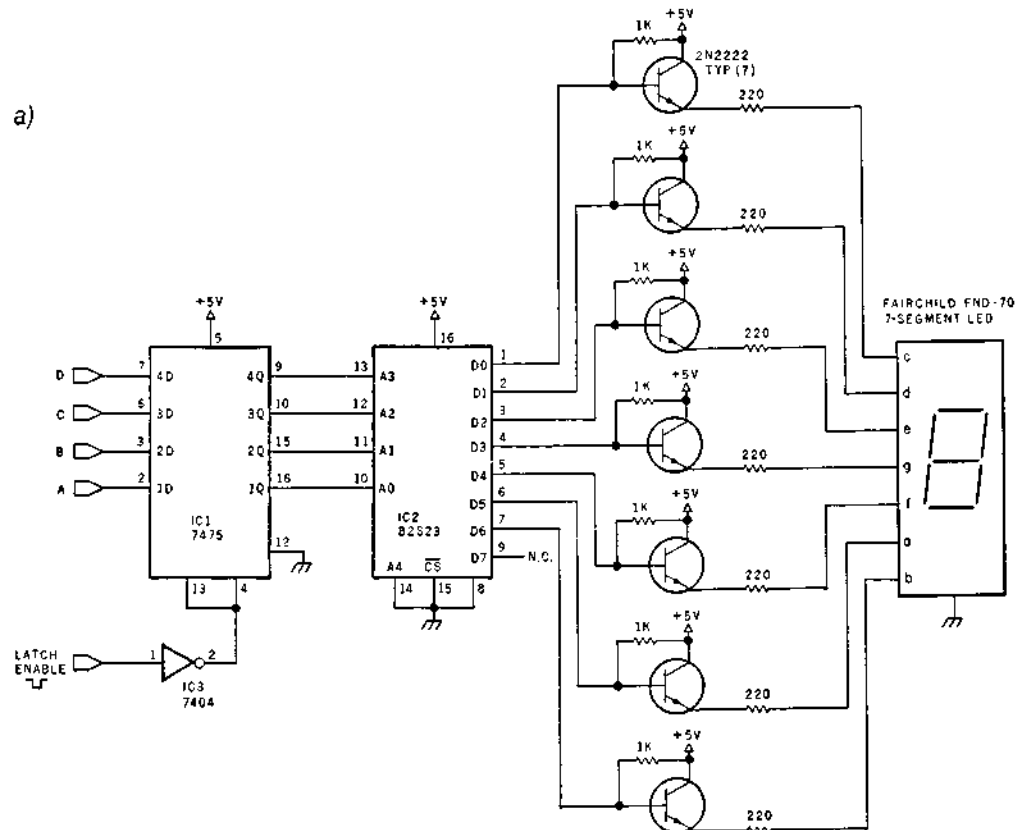 a)
+5V
1K
2N2222
TYP (7)
220
+5V
1K
220
+5V
1K
220
FAIRCHILD FND-70
7-SEGMENT LED
+5V
1K
220
+5V
1K
220
+5V
1K
220
+5V
1K
220
+5V
5
D 7 4D 4Q 9
C 6 3D 3Q 10
B 3 2D 2Q 15
A 2 1D 1Q 16
IC1
7475
12
13 4
LATCH
ENABLE
1 2
IC3
7404
+5V
16
13 A3 D0 1
12 A2 D1 2
D2 3
11 A1 D3 4
10 A0 D4 5
D5 6
IC2
82S23
D6 7
D7 9 N.C.
A4 CS
14 15 8
c
d
e
g
f
a
b